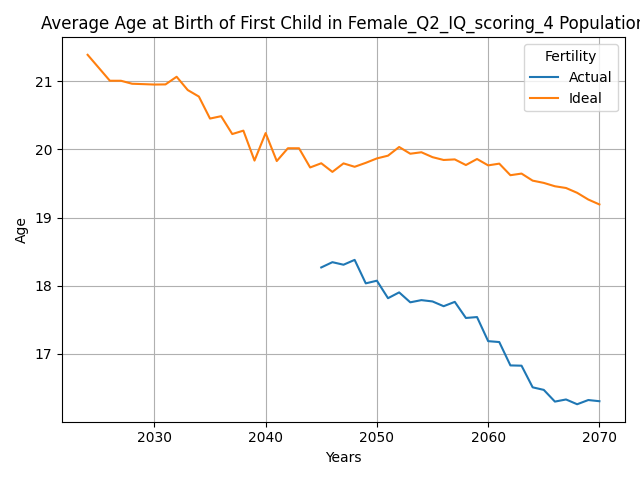 Average Age at Birth of First Child in Female_Q2_IQ_scoring_4 Population
Fertility
Actual
Ideal
21
20
19
18
17
Age
2030 2040 2050 2060 2070
Years